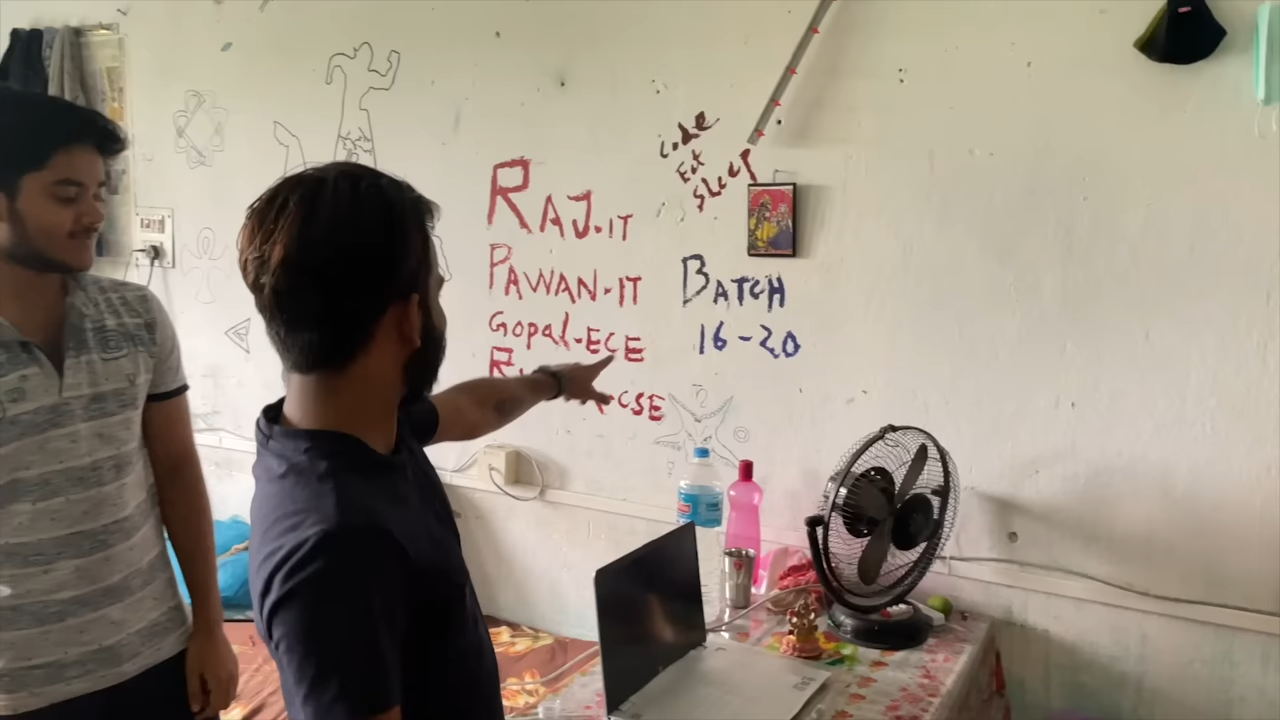 Code
Eat
Sleep
RAJ.IT
PAWAN-IT
Gopal-ECE
-CSE
BATCH
16-20